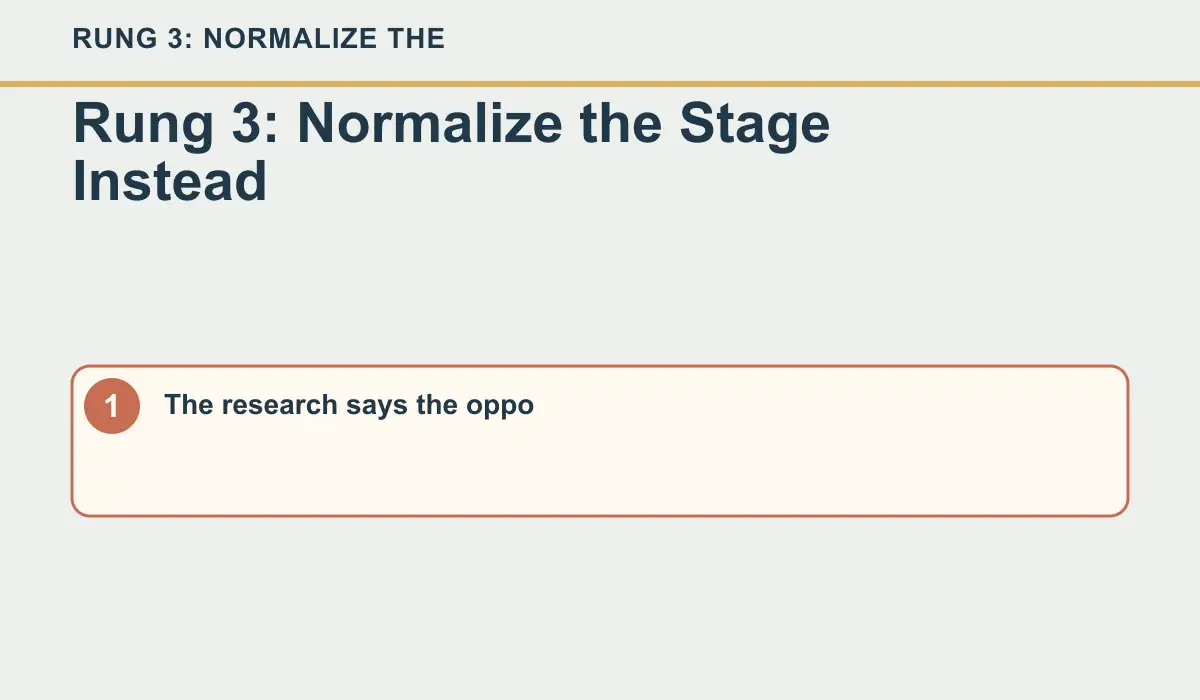 RUNG 3: NORMALIZE THE
Rung 3: Normalize the Stage
Instead
1
The research says the oppo